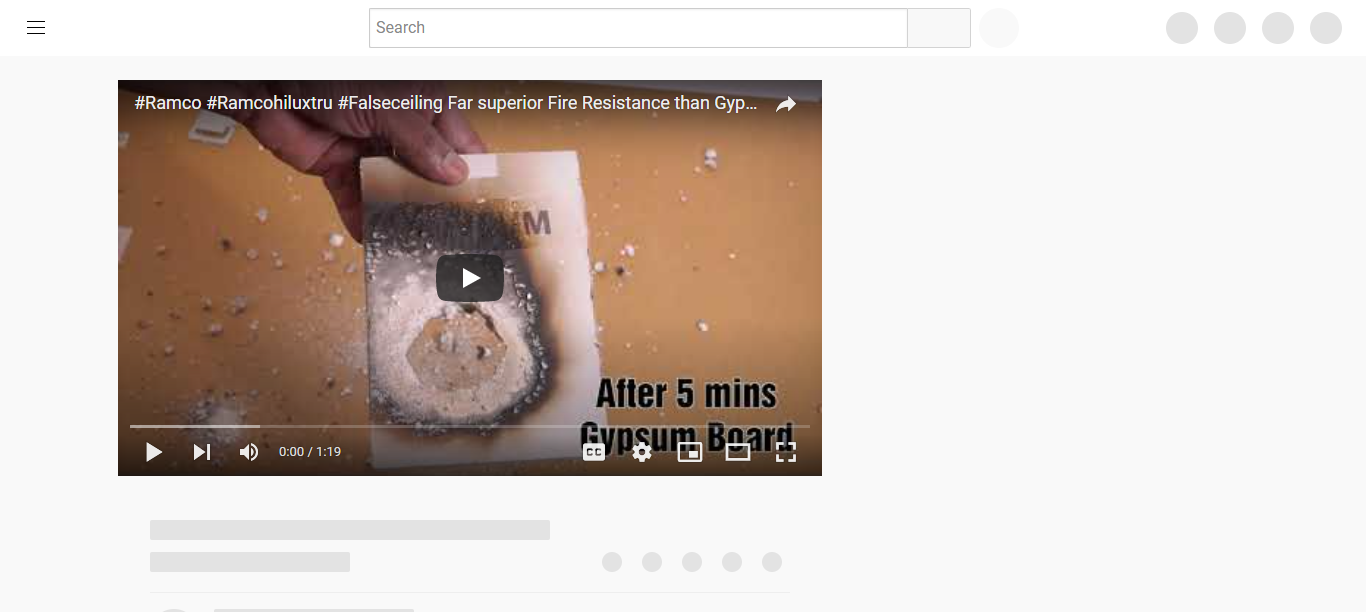 Search
#Ramco #Ramcohiluxtru #Falseceiling Far superior Fire Resistance than Gyp...
After 5 mins
Gypsum Board
0:00 / 1:19
CC